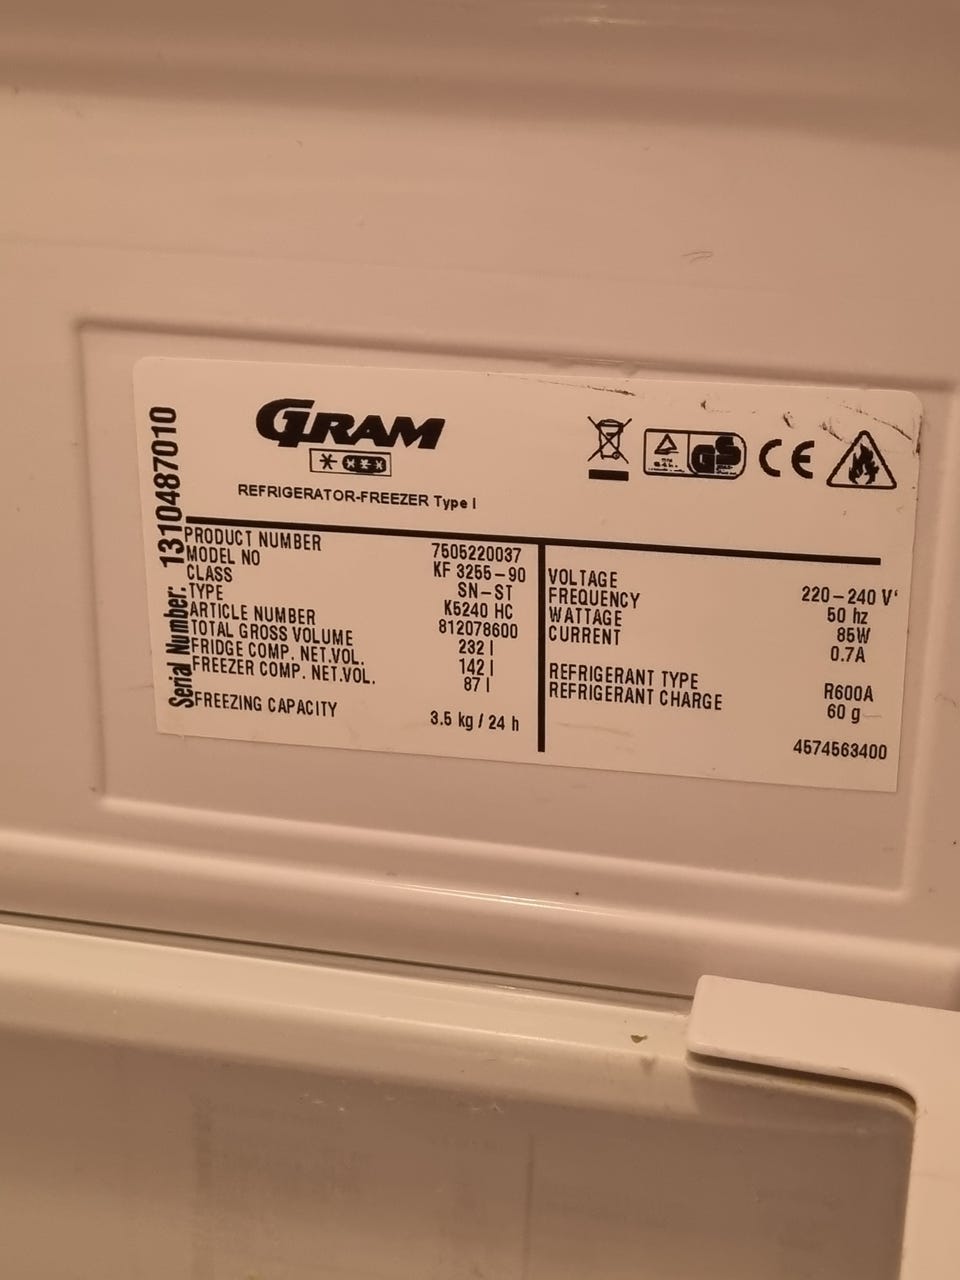 GRAM
REFRIGERATOR-FREEZER Type I
Serial Number: 1310487010
PRODUCT NUMBER 7505220037
MODEL NO KF 3255-90
CLASS SN-ST
TYPE K5240 HC
ARTICLE NUMBER 812078600
TOTAL GROSS VOLUME 232 l
FRIDGE COMP. NET.VOL. 142 l
FREEZER COMP. NET.VOL. 87 l
FREEZING CAPACITY 3.5 kg / 24 h
VOLTAGE 220-240 V
FREQUENCY 50 hz
WATTAGE 85W
CURRENT 0.7A
REFRIGERANT TYPE R600A
REFRIGERANT CHARGE 60 g
4574563400
GS
CE